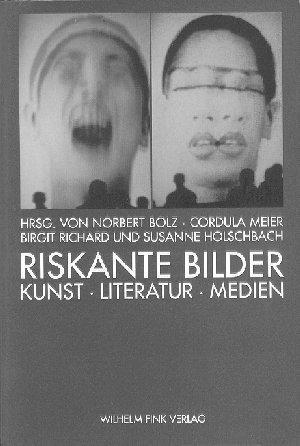 HRSG. VON NORBERT BOLZ · CORDULA MEIER
BIRGIT RICHARD UND SUSANNE HOLSCHBACH
RISKANTE BILDER
KUNST · LITERATUR · MEDIEN
WILHELM FINK VERLAG